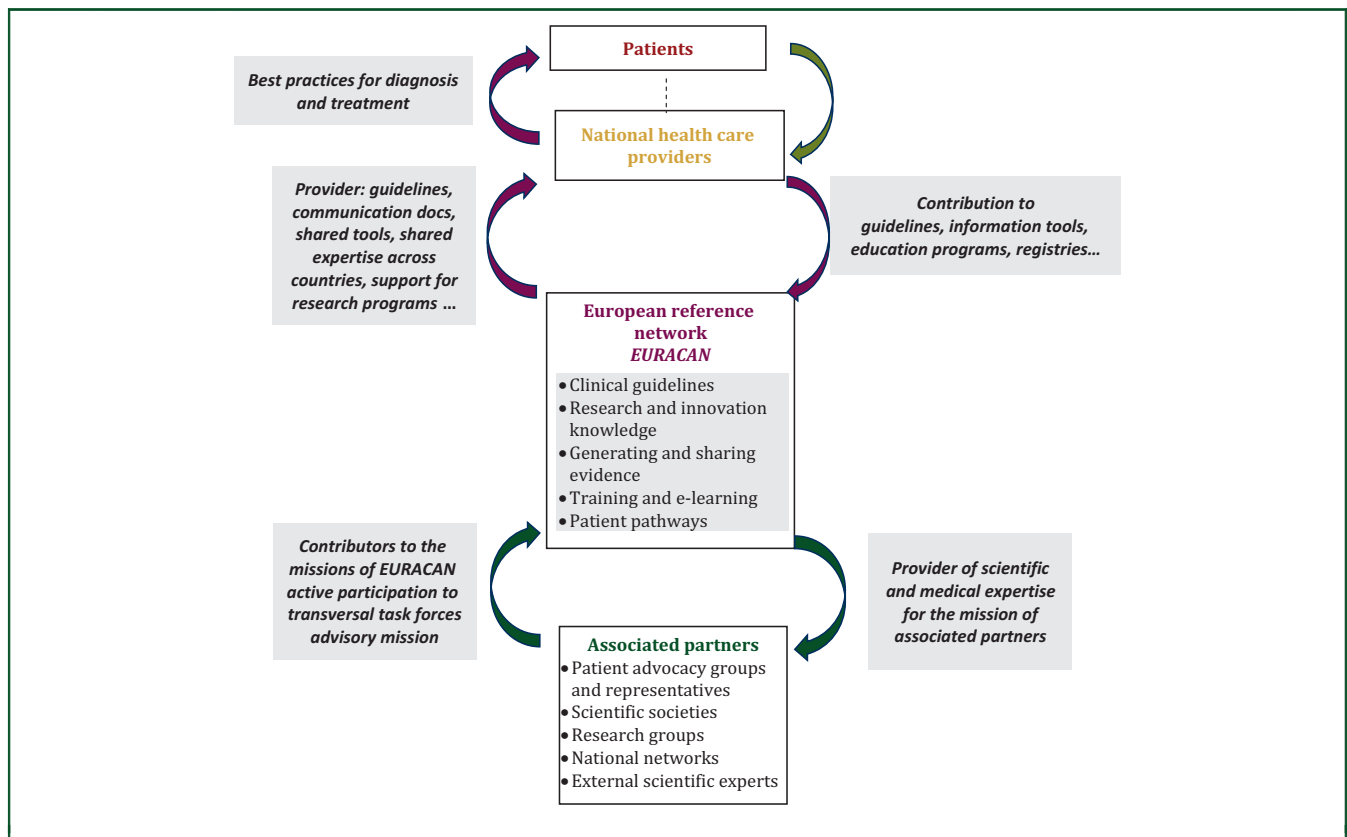 Patients
Best practices for diagnosis
and treatment
National health care
providers
Provider: guidelines,
communication docs,
shared tools, shared
expertise across
countries, support for
research programs ...
Contribution to
guidelines, information tools,
education programs, registries...
European reference
network
EURACAN
• Clinical guidelines
• Research and innovation
knowledge
• Generating and sharing
evidence
• Training and e-learning
• Patient pathways
Contributors to the
missions of EURACAN
active participation to
transversal task forces
advisory mission
Provider of scientific
and medical expertise
for the mission of
associated partners
Associated partners
• Patient advocacy groups
and representatives
• Scientific societies
• Research groups
• National networks
• External scientific experts